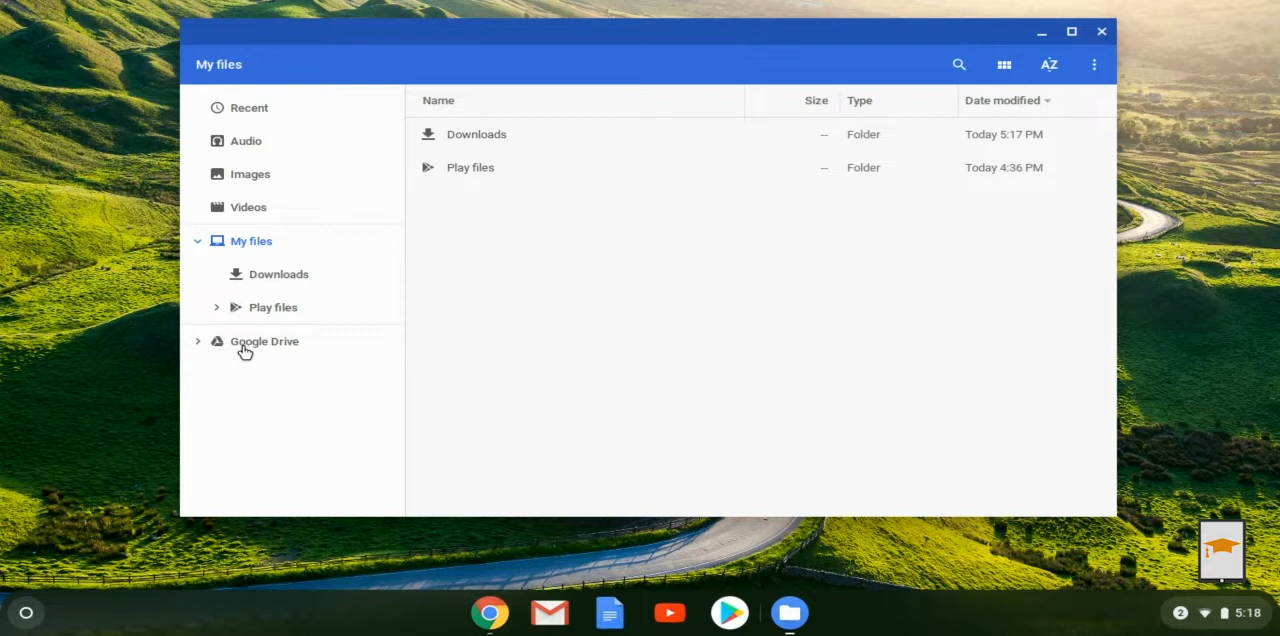 My files
AZ
Recent
Audio
Images
Videos
My files
Downloads
Play files
Google Drive
Name Size Type Date modified
Downloads -- Folder Today 5:17 PM
Play files -- Folder Today 4:36 PM
2 5:18